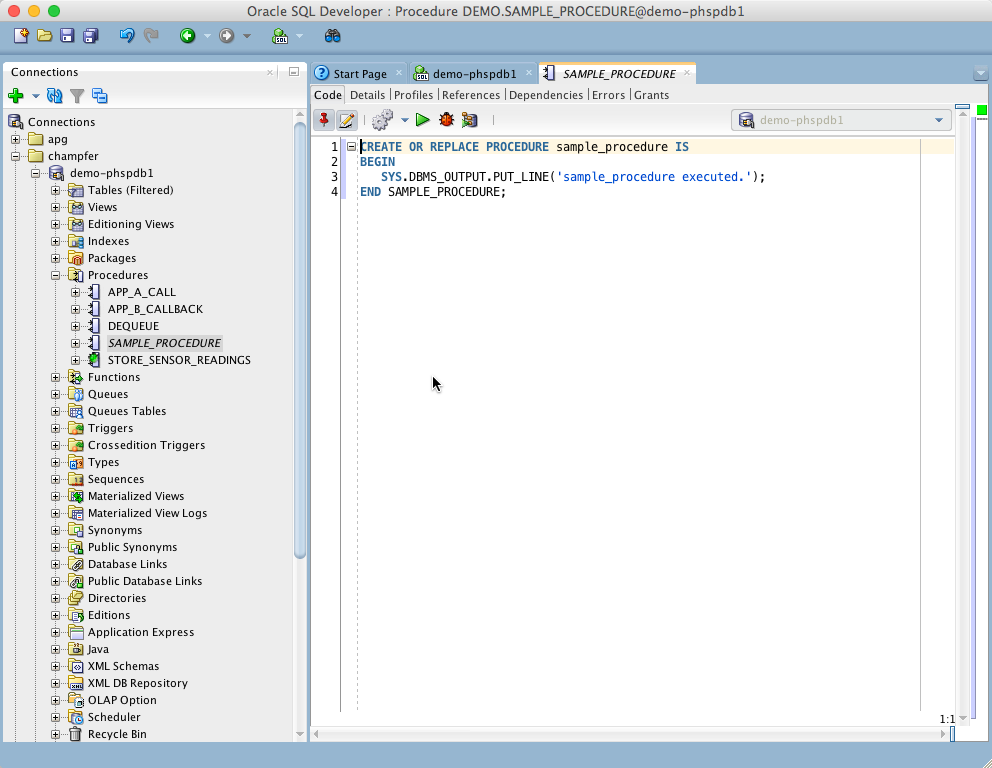 Oracle SQL Developer : Procedure DEMO.SAMPLE_PROCEDURE@demo-phspdb1
Connections
Connections
apg
champfer
demo-phspdb1
Tables (Filtered)
Views
Editioning Views
Indexes
Packages
Procedures
APP_A_CALL
APP_B_CALLBACK
DEQUEUE
SAMPLE_PROCEDURE
STORE_SENSOR_READINGS
Functions
Queues
Queues Tables
Triggers
Crossedition Triggers
Types
Sequences
Materialized Views
Materialized View Logs
Synonyms
Public Synonyms
Database Links
Public Database Links
Directories
Editions
Application Express
Java
XML Schemas
XML DB Repository
OLAP Option
Scheduler
Recycle Bin
Start Page demo-phspdb1 SAMPLE_PROCEDURE
Code Details Profiles References Dependencies Errors Grants
demo-phspdb1
1 CREATE OR REPLACE PROCEDURE sample_procedure IS
2 BEGIN
3 SYS.DBMS_OUTPUT.PUT_LINE('sample_procedure executed.');
4 END SAMPLE_PROCEDURE;
1:1